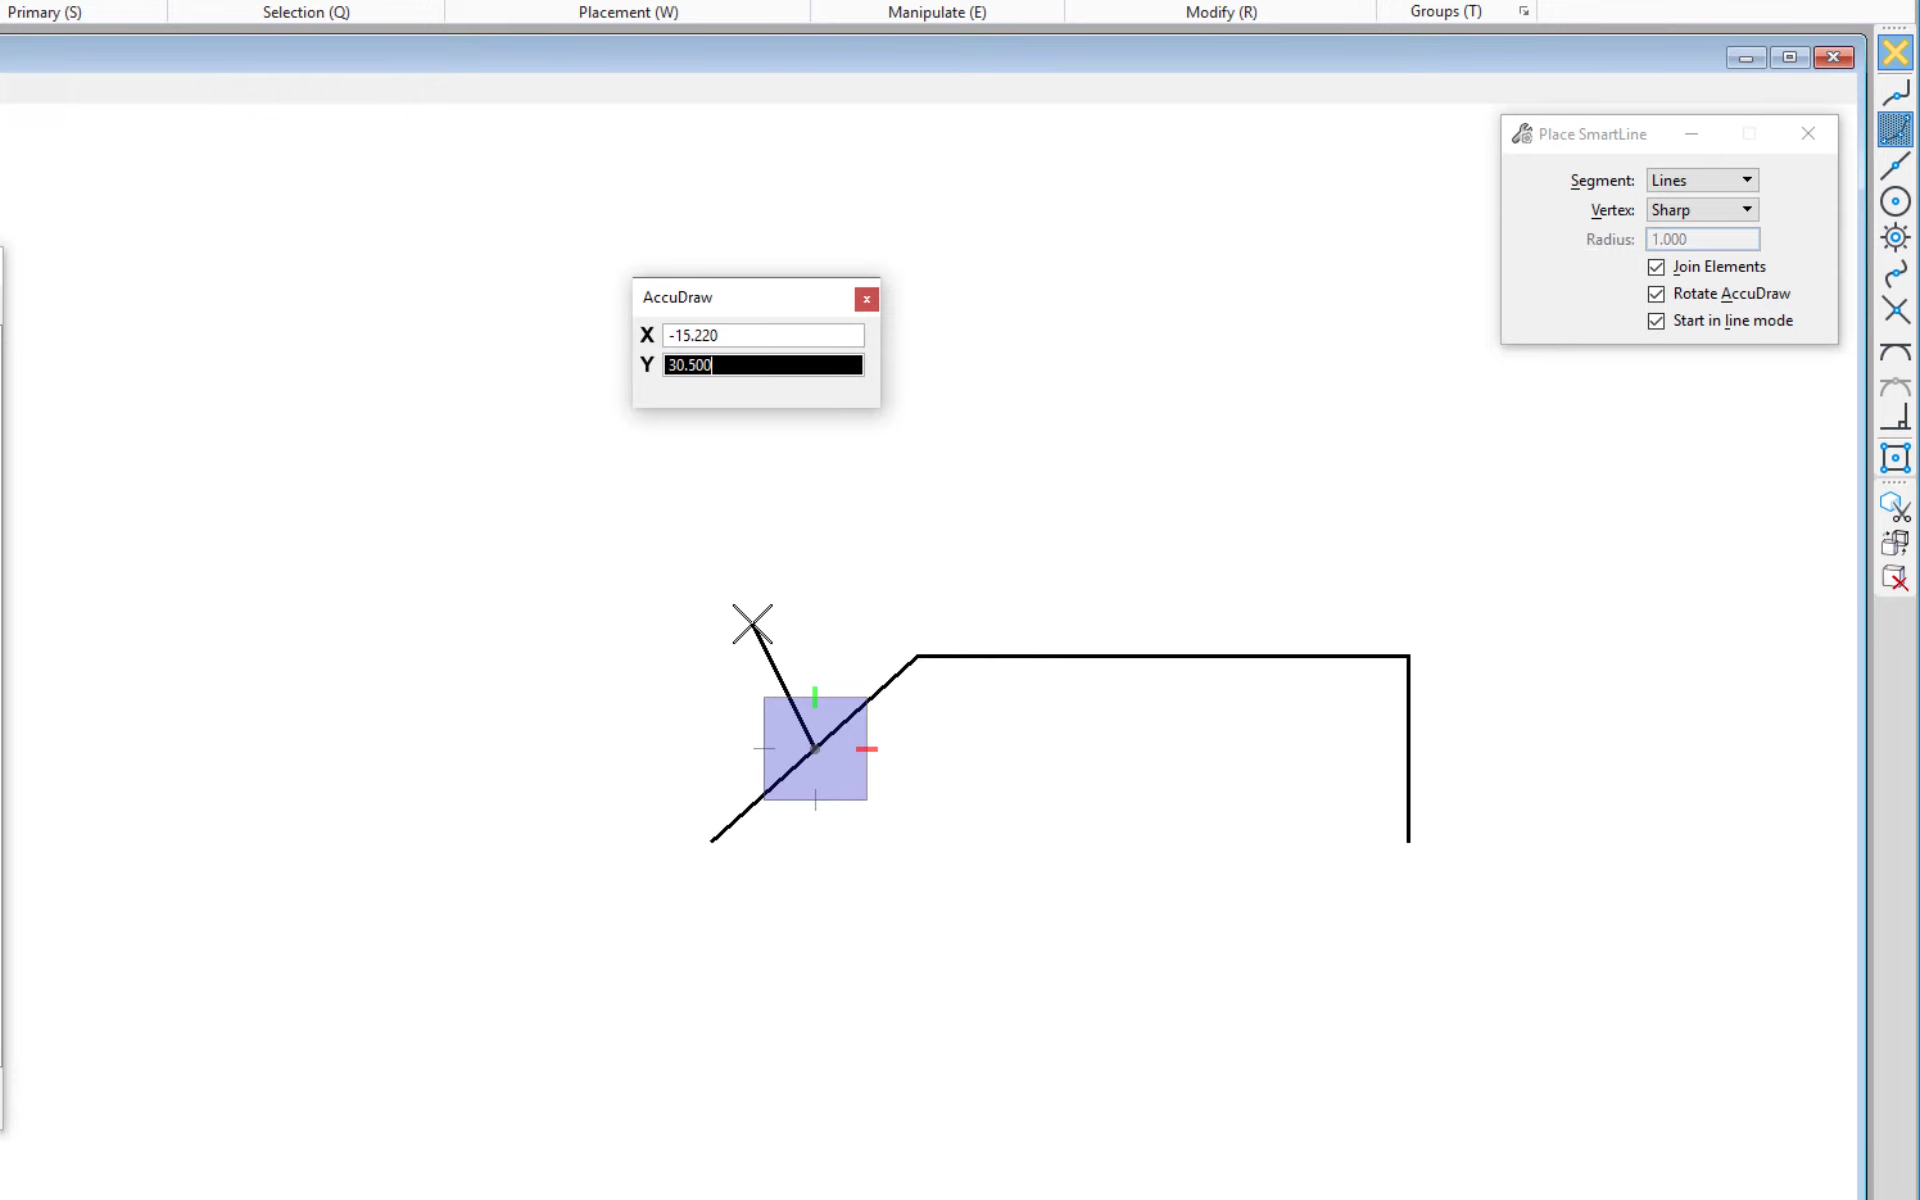 Primary (S) Selection (Q) Placement (W) Manipulate (E) Modify (R) Groups (T)
Place SmartLine
Segment: Lines
Vertex: Sharp
Radius: 1.000
Join Elements
Rotate AccuDraw
Start in line mode
AccuDraw
X -15.220
Y 30.500